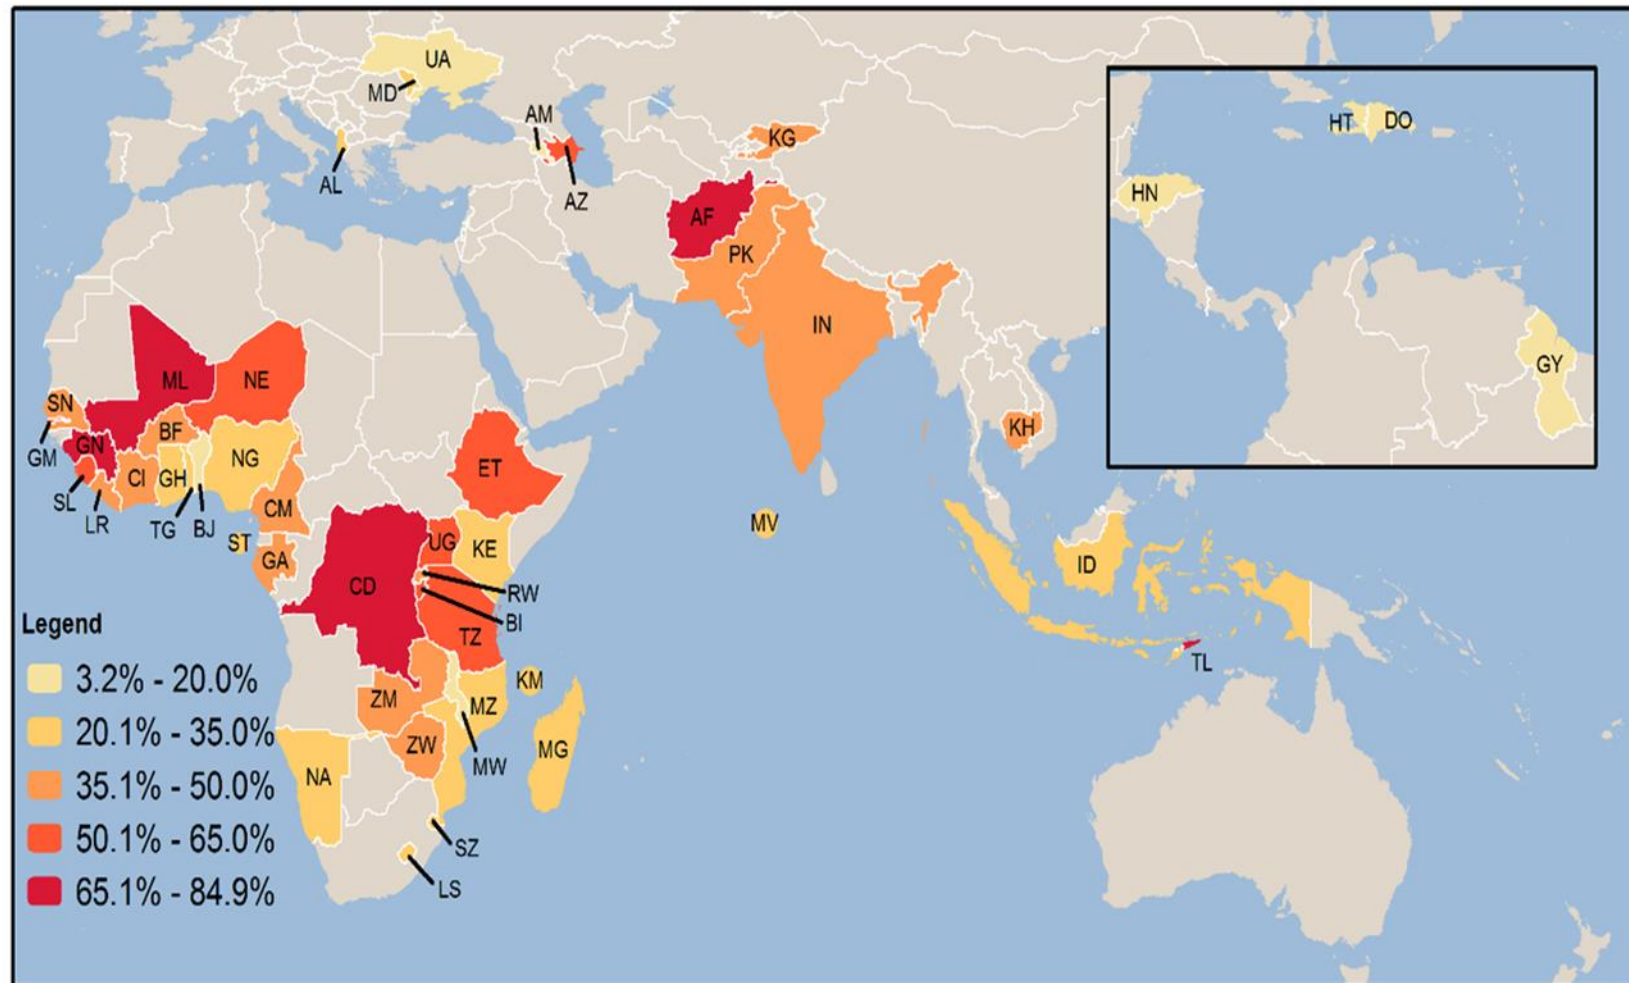 UA
MD
AM
AL
AZ
KG
AF
PK
IN
HT
DO
HN
GY
ML
NE
SN
GM
GN
BF
SL
LR
CI
GH
TG
BJ
NG
CM
ET
KH
MV
ST
GA
CD
UG
KE
RW
BI
TZ
ID
TL
KM
ZM
MZ
ZW
MW
MG
NA
SZ
LS
Legend
3.2% - 20.0%
20.1% - 35.0%
35.1% - 50.0%
50.1% - 65.0%
65.1% - 84.9%